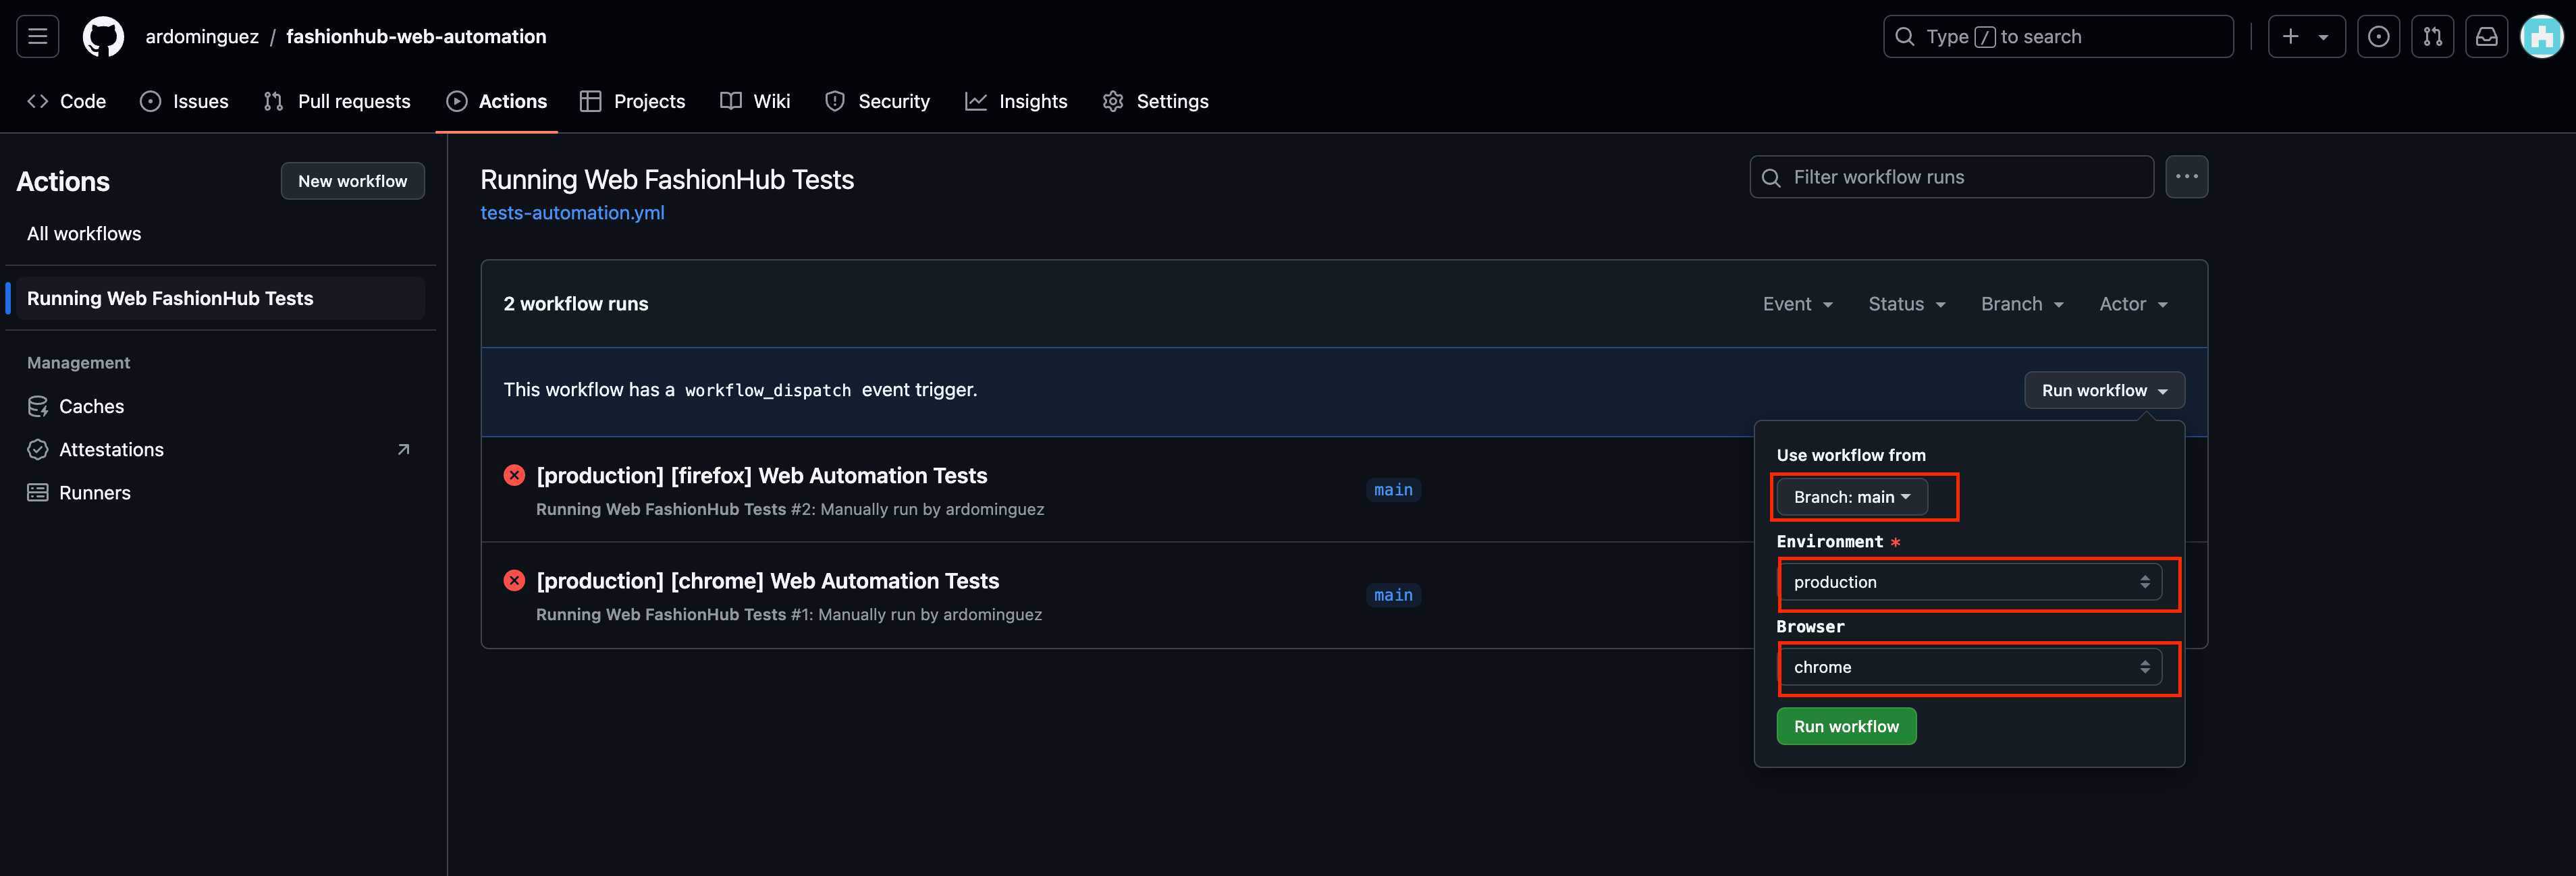 ardominguez / fashionhub-web-automation
Type / to search
Code Issues Pull requests Actions Projects Wiki Security Insights Settings
Actions
New workflow
All workflows
Running Web FashionHub Tests
Management
Caches
Attestations
Runners
Running Web FashionHub Tests
tests-automation.yml
Filter workflow runs
2 workflow runs
Event Status Branch Actor
This workflow has a workflow_dispatch event trigger.
Run workflow
[production] [firefox] Web Automation Tests
Running Web FashionHub Tests #2: Manually run by ardominguez
main
[production] [chrome] Web Automation Tests
Running Web FashionHub Tests #1: Manually run by ardominguez
main
Use workflow from
Branch: main
Environment *
production
Browser
chrome
Run workflow